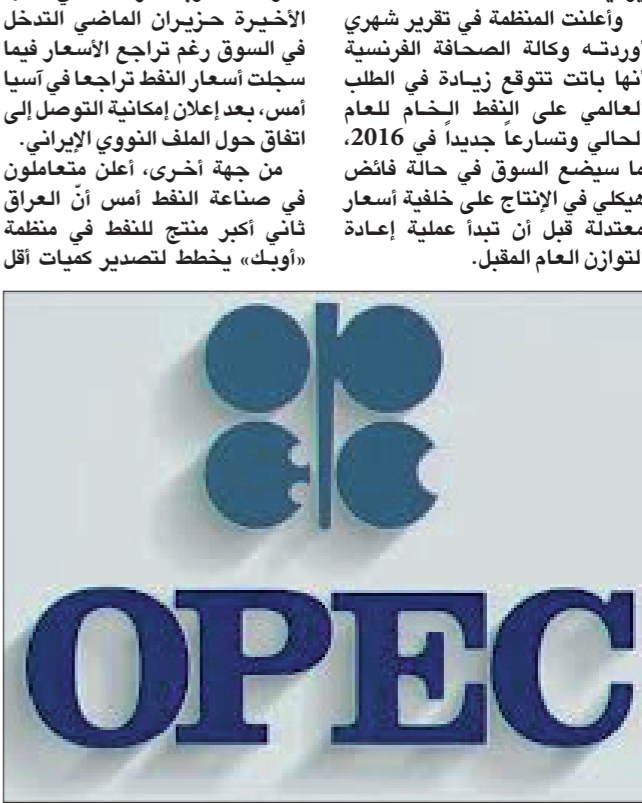 وأعلنت المنظمة في تقرير شهري
أوردته وكالة الصحافة الفرنسية
أنها باتت تتوقع زيادة في الطلب
العالمي على النفط الخام للعام
الحالي وتسارعاً جديداً في 2016،
ما سيضع السوق في حالة فائض
هيكلي في الإنتاج على خلفية أسعار
معتدلة قبل أن تبدأ عملية إعادة
التوازن العام المقبل.
الأخيرة حزيران الماضي التدخل
في السوق رغم تراجع الأسعار فيما
سجلت أسعار النفط تراجعا في آسيا
أمس، بعد إعلان إمكانية التوصل إلى
اتفاق حول الملف النووي الإيراني.
من جهة أخرى، أعلن متعاملون
في صناعة النفط أمس أنّ العراق
ثاني أكبر منتج للنفط في منظمة
«أوبك» يخطط لتصدير كميات أقل
OPEC